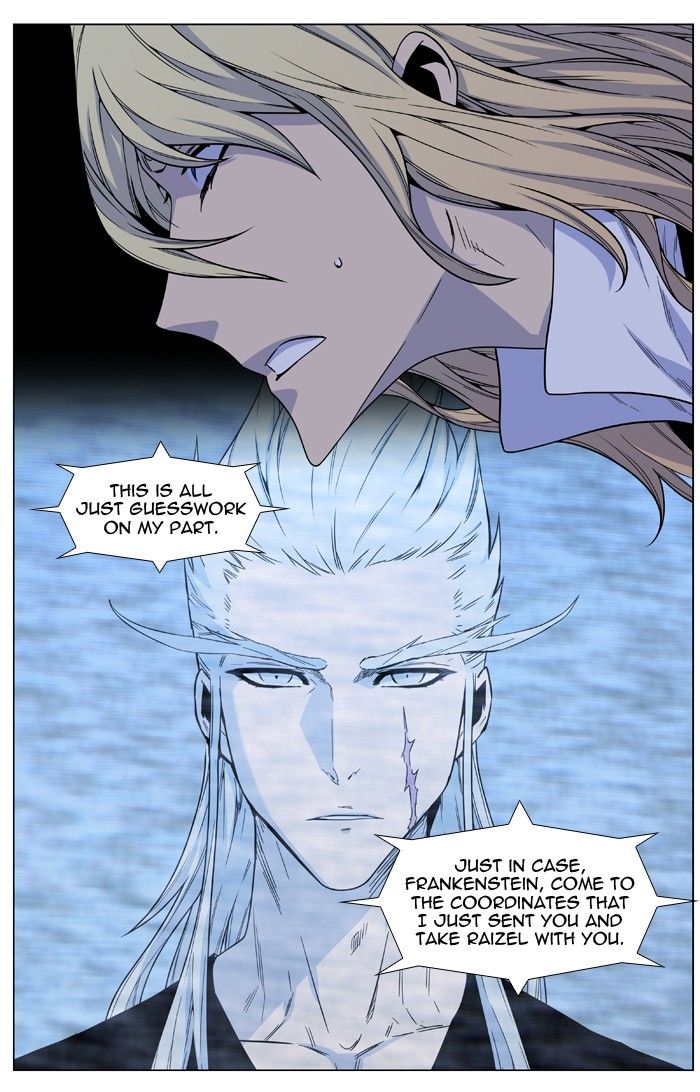 THIS IS ALL
JUST GUESSWORK
ON MY PART.
JUST IN CASE,
FRANKENSTEIN, COME TO
THE COORDINATES THAT
I JUST SENT YOU AND
TAKE RAIZEL WITH YOU.